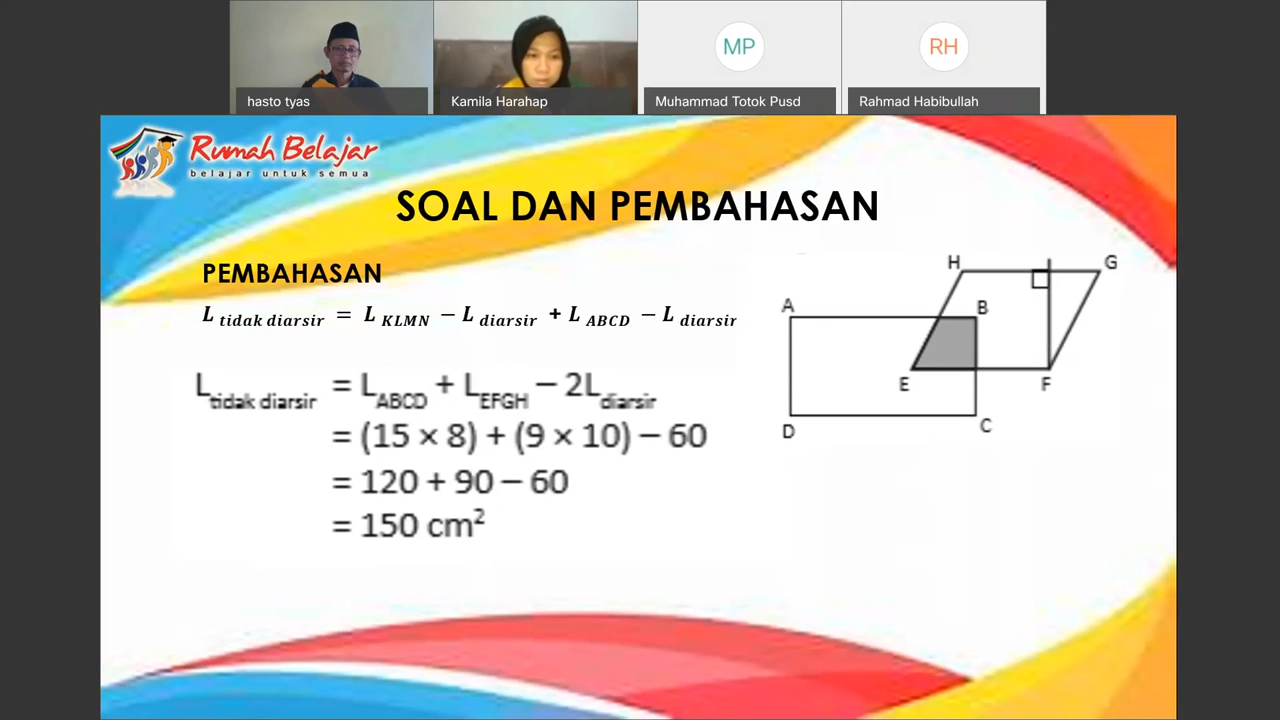 hasto tyas
Kamila Harahap
MP
Muhammad Totok Pusd
RH
Rahmad Habibullah
Rumah Belajar
belajar untuk semua
SOAL DAN PEMBAHASAN
PEMBAHASAN
L tidak diarsir = L KLMN − L diarsir + L ABCD − L diarsir
L tidak diarsir = L ABCD + L EFGH − 2L diarsir
= (15 × 8) + (9 × 10) − 60
= 120 + 90 − 60
= 150 cm²
H
G
A
B
E
F
D
C